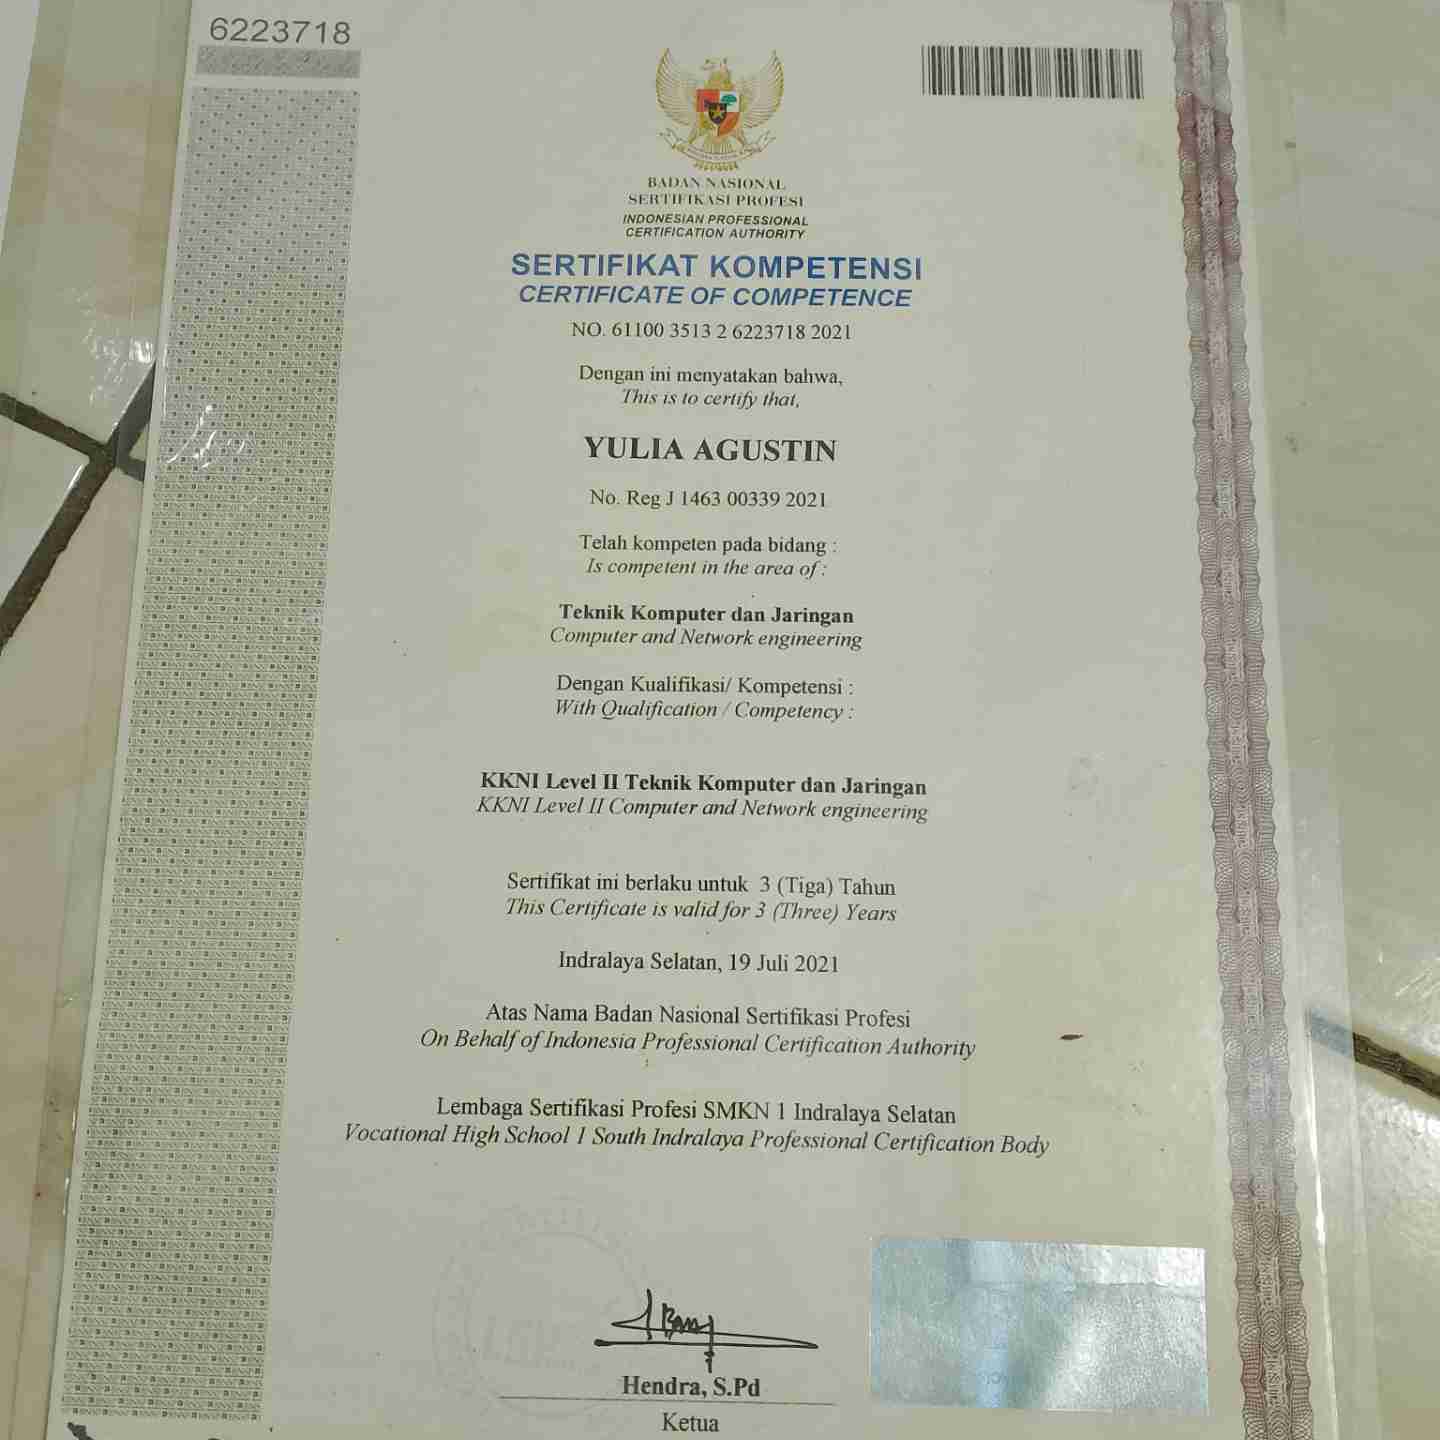 6223718
BADAN NASIONAL
SERTIFIKASI PROFESI
INDONESIAN PROFESSIONAL
CERTIFICATION AUTHORITY
SERTIFIKAT KOMPETENSI
CERTIFICATE OF COMPETENCE
NO. 61100 3513 2 6223718 2021
Dengan ini menyatakan bahwa,
This is to certify that,
YULIA AGUSTIN
No. Reg J 1463 00339 2021
Telah kompeten pada bidang :
Is competent in the area of :
Teknik Komputer dan Jaringan
Computer and Network engineering
Dengan Kualifikasi/ Kompetensi :
With Qualification / Competency :
KKNI Level II Teknik Komputer dan Jaringan
KKNI Level II Computer and Network engineering
Sertifikat ini berlaku untuk 3 (Tiga) Tahun
This Certificate is valid for 3 (Three) Years
Indralaya Selatan, 19 Juli 2021
Atas Nama Badan Nasional Sertifikasi Profesi
On Behalf of Indonesia Professional Certification Authority
Lembaga Sertifikasi Profesi SMKN 1 Indralaya Selatan
Vocational High School 1 South Indralaya Professional Certification Body
Hendra, S.Pd
Ketua